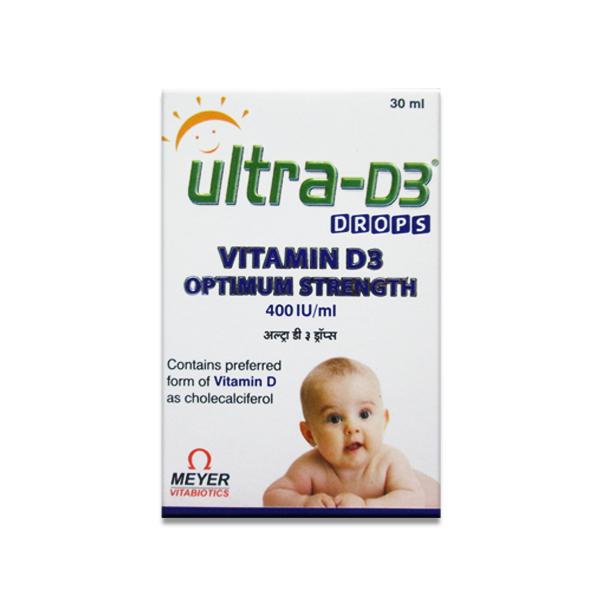 30 ml
ultra-D3®
DROPS
VITAMIN D3
OPTIMUM STRENGTH
400 IU/ml
अल्ट्रा डी ३ ड्रॉप्स
Contains preferred
form of Vitamin D
as cholecalciferol
MEYER
VITABIOTICS